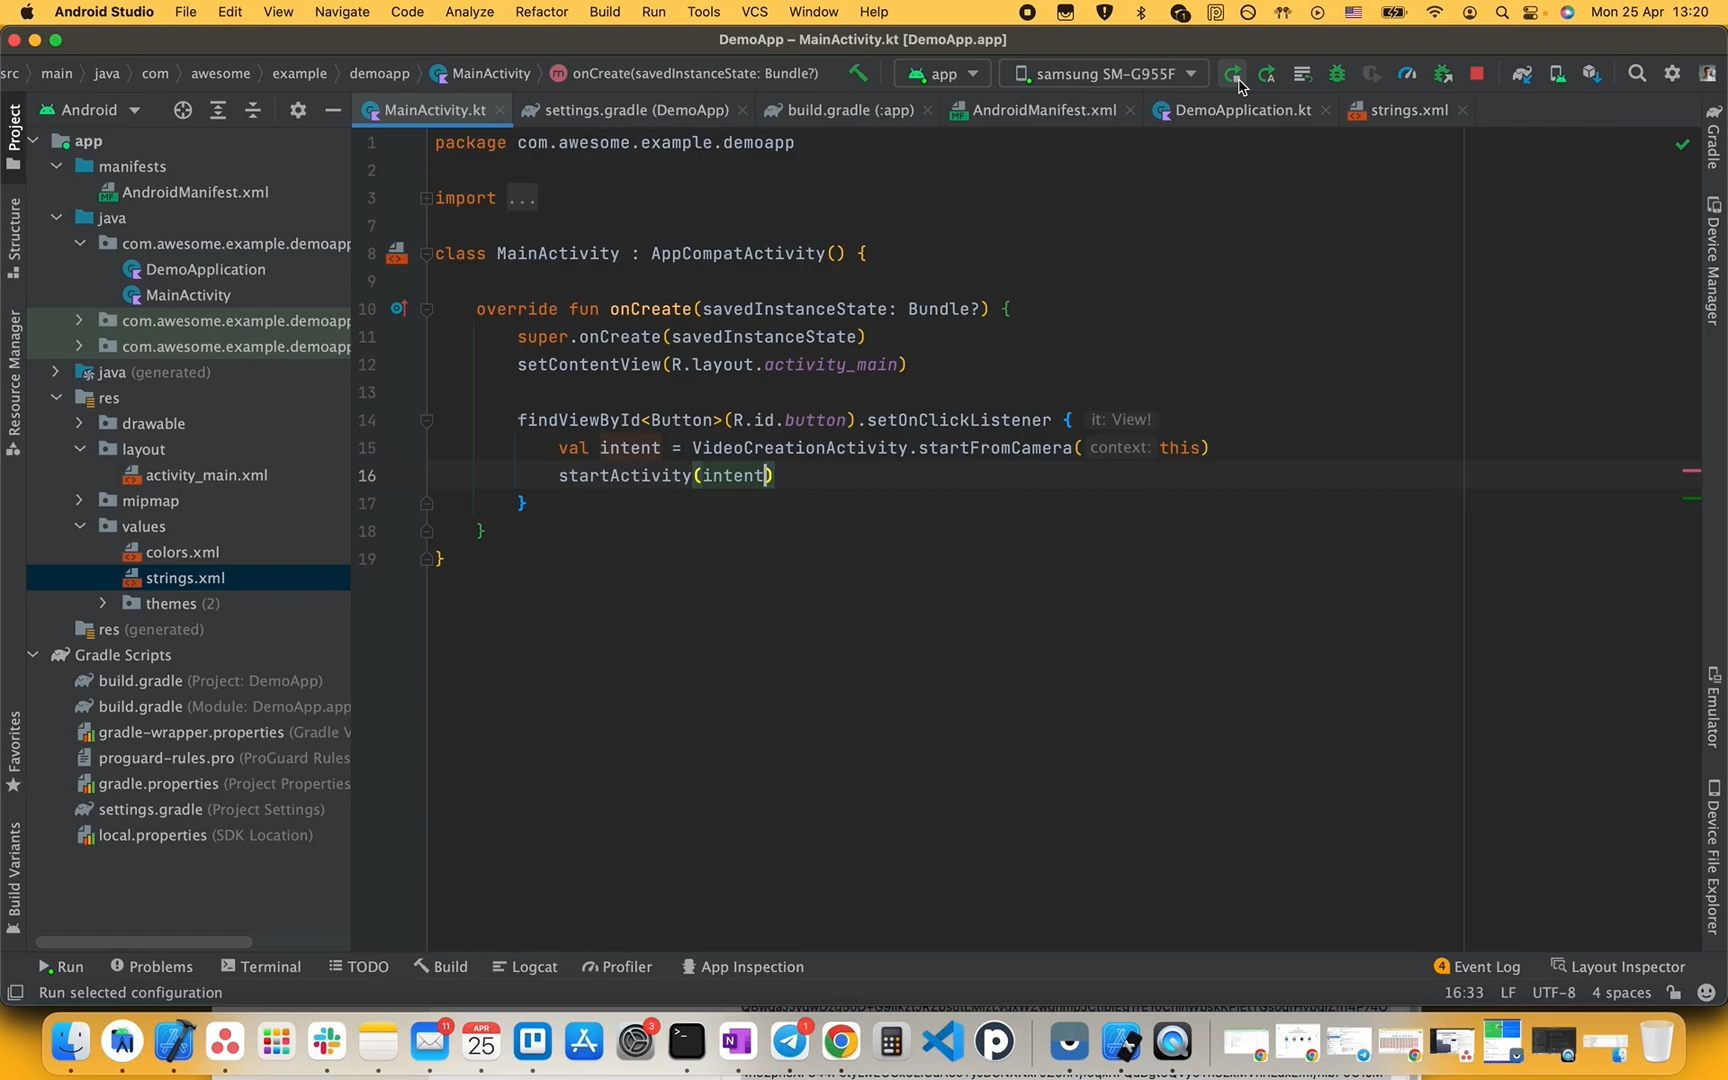 Android Studio File Edit View Navigate Code Analyze Refactor Build Run Tools VCS Window Help Mon 25 Apr 13:20
DemoApp – MainActivity.kt [DemoApp.app]
src main java com awesome example demoapp MainActivity onCreate(savedInstanceState: Bundle?) app samsung SM-G955F
Android MainActivity.kt settings.gradle (DemoApp) build.gradle (:app) AndroidManifest.xml DemoApplication.kt strings.xml
Project
Structure
Resource Manager
Favorites
Build Variants
app
manifests
AndroidManifest.xml
java
com.awesome.example.demoapp
DemoApplication
MainActivity
com.awesome.example.demoapp
com.awesome.example.demoapp
java (generated)
res
drawable
layout
activity_main.xml
mipmap
values
colors.xml
strings.xml
themes (2)
res (generated)
Gradle Scripts
build.gradle (Project: DemoApp)
build.gradle (Module: DemoApp.app
gradle-wrapper.properties (Gradle V
proguard-rules.pro (ProGuard Rules
gradle.properties (Project Properties
settings.gradle (Project Settings)
local.properties (SDK Location)
1 package com.awesome.example.demoapp
2
3 import ...
7
8 class MainActivity : AppCompatActivity() {
9
10 override fun onCreate(savedInstanceState: Bundle?) {
11 super.onCreate(savedInstanceState)
12 setContentView(R.layout.activity_main)
13
14 findViewById<Button>(R.id.button).setOnClickListener { it: View!
15 val intent = VideoCreationActivity.startFromCamera( context: this)
16 startActivity(intent)
17 }
18 }
19 }
Gradle
Device Manager
Emulator
Device File Explorer
Run Problems Terminal TODO Build Logcat Profiler App Inspection 4 Event Log Layout Inspector
Run selected configuration 16:33 LF UTF-8 4 spaces
11
APR
25
3
1